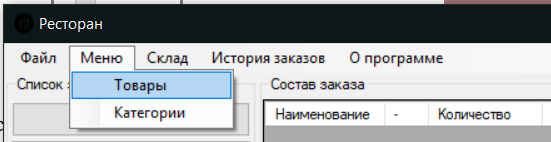 Ресторан
Файл Меню Склад История заказов О программе
Список Состав заказа
Товары
Категории
Наименование - Количество